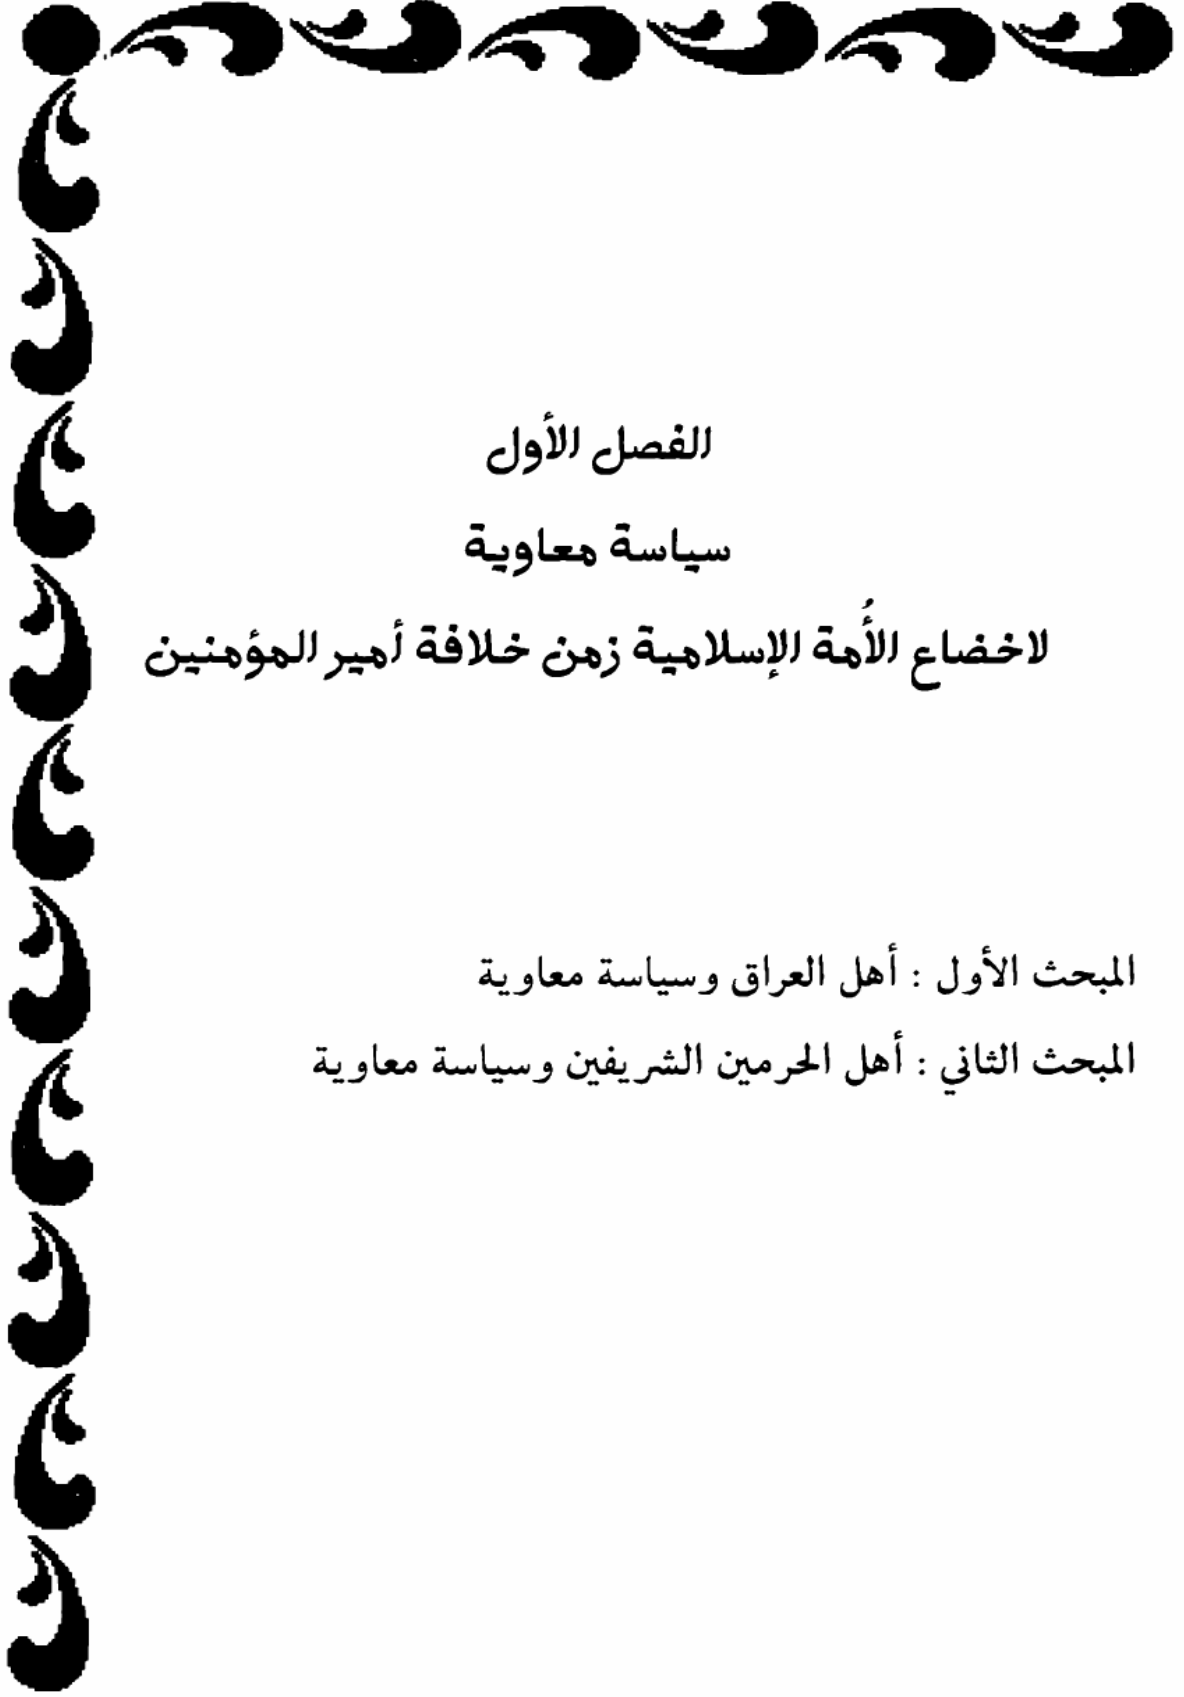 الفصل الأول
سياسة معاوية
لاخضاع الأُمة الإسلامية زمن خلافة أمير المؤمنين
المبحث الأول : أهل العراق وسياسة معاوية
المبحث الثاني : أهل الحرمين الشريفين وسياسة معاوية